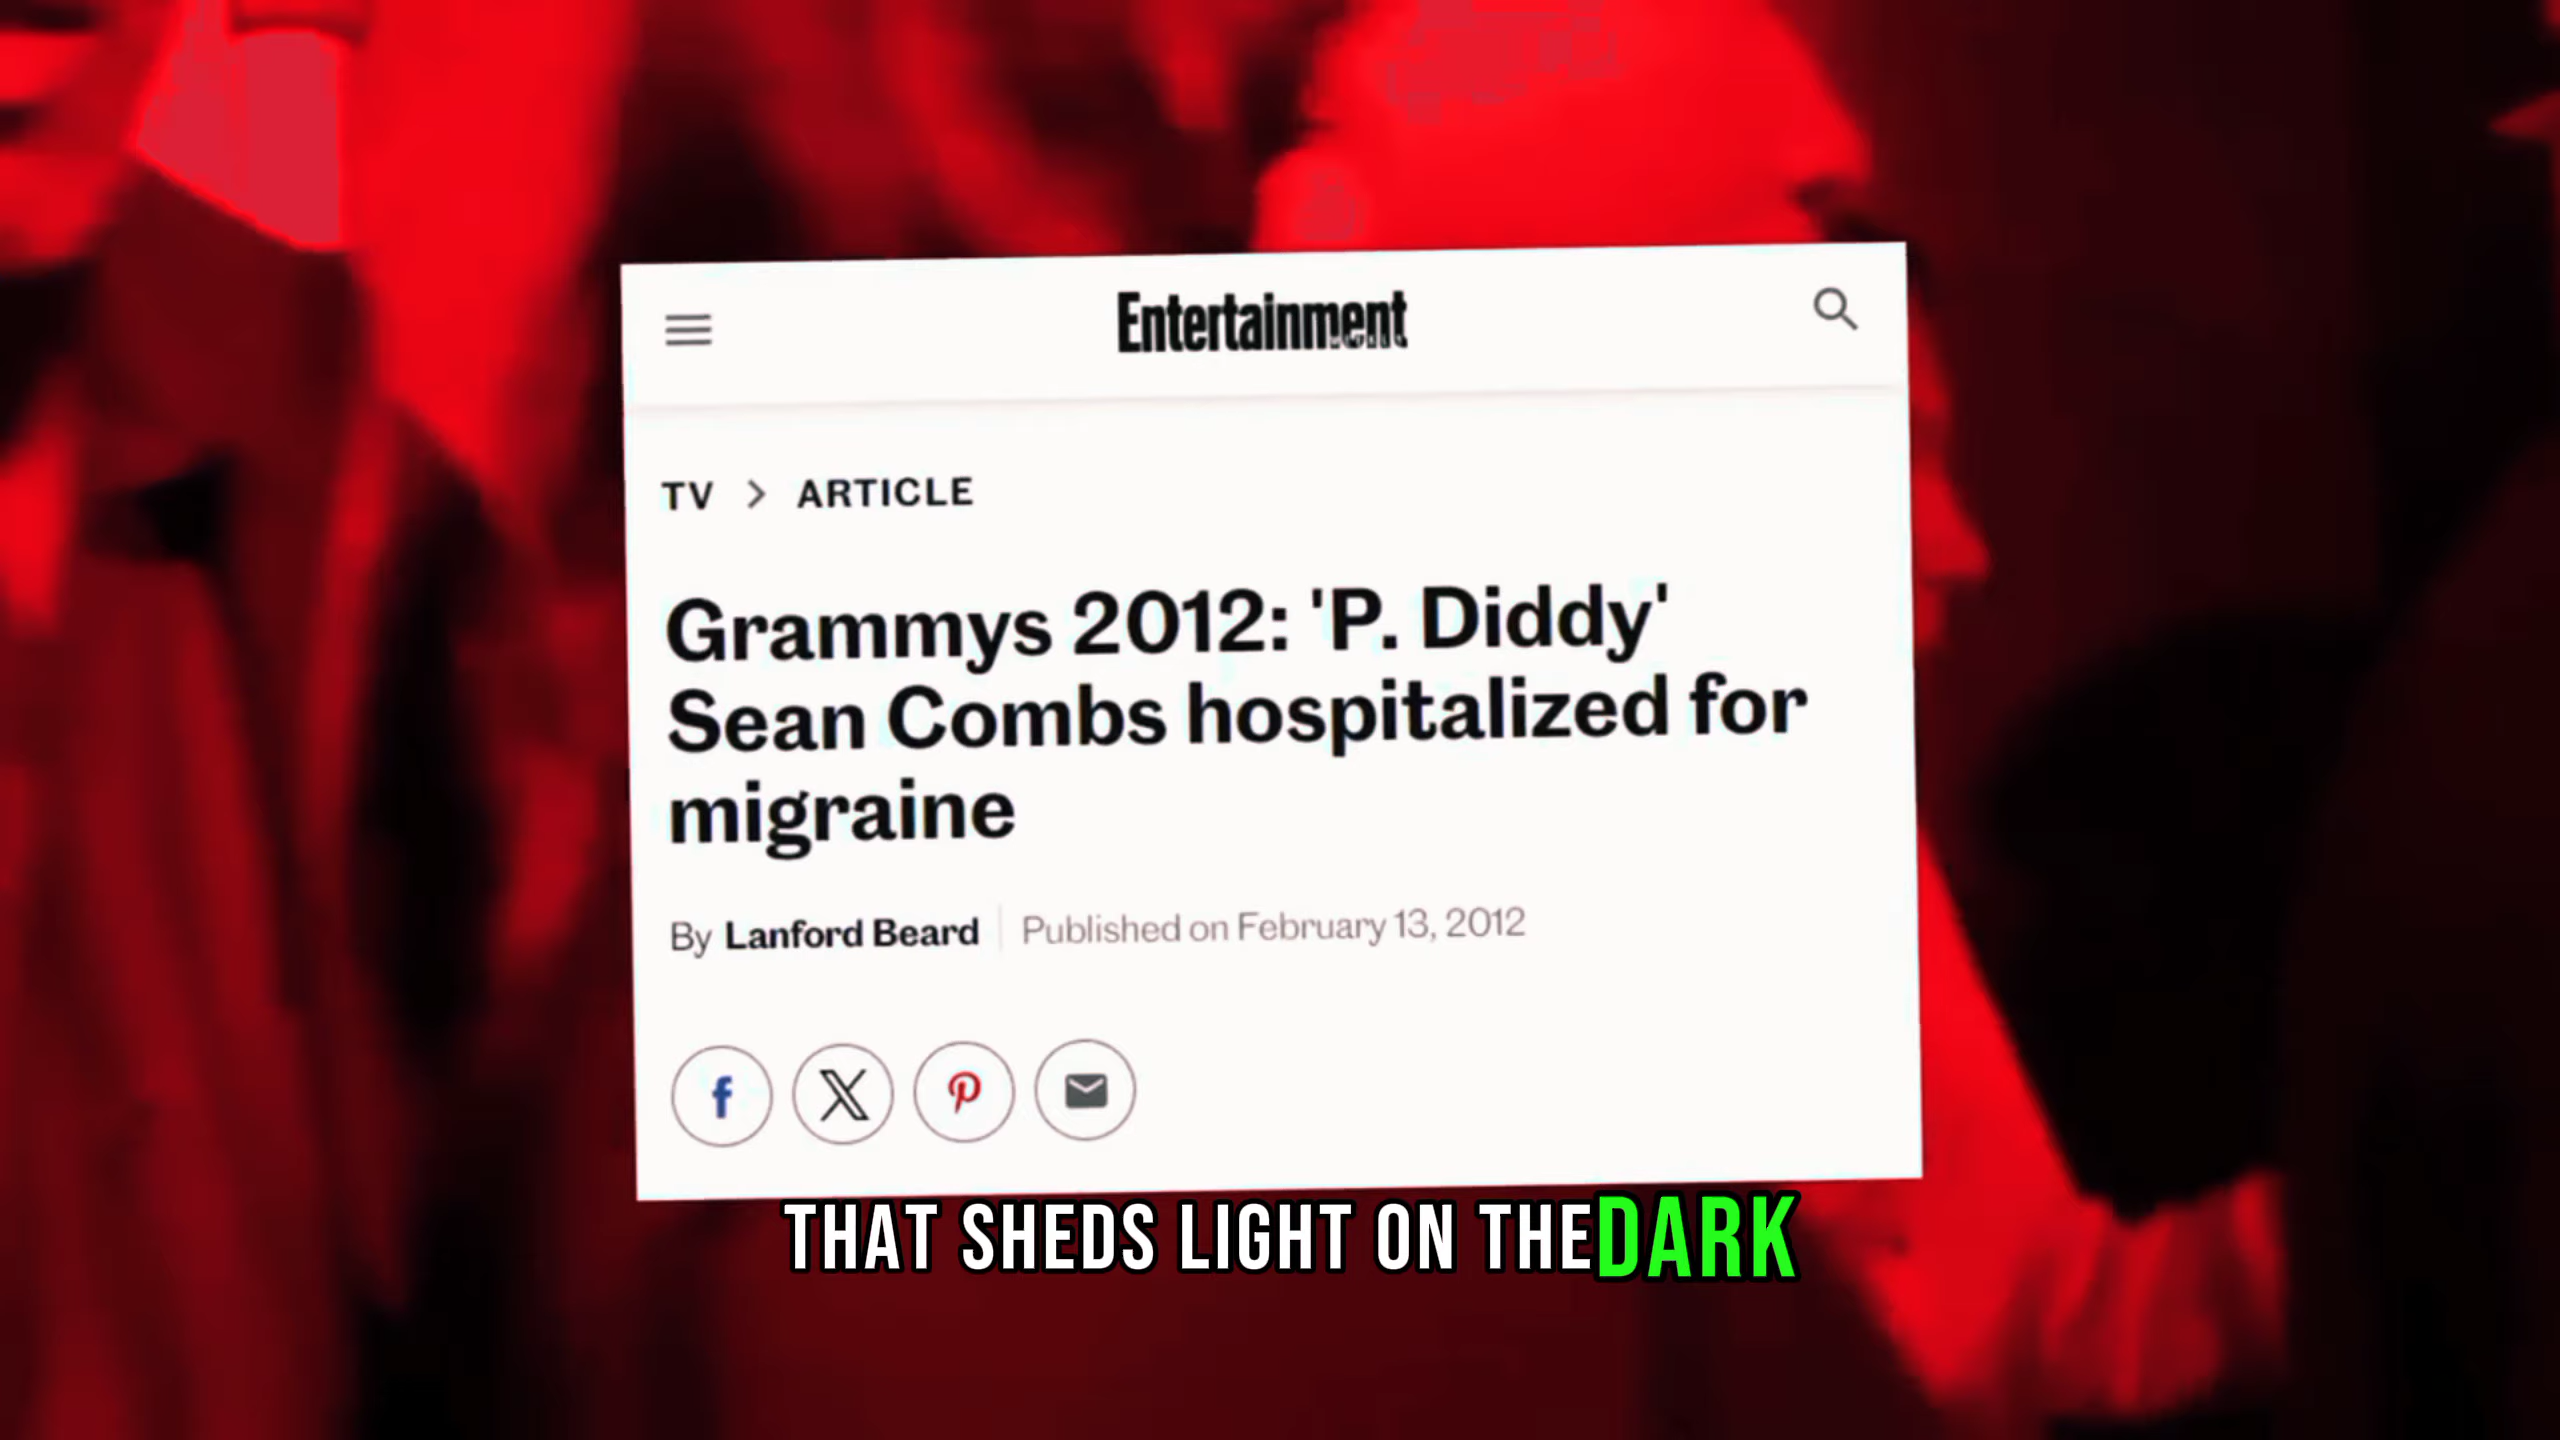 Entertainment
TV > ARTICLE
Grammys 2012: 'P. Diddy'
Sean Combs hospitalized for
migraine
By Lanford Beard | Published on February 13, 2012
THAT SHEDS LIGHT ON THE DARK